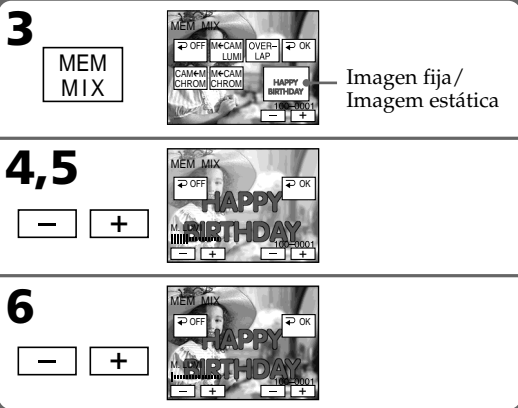 3
MEM
MIX
MEM MIX
⮌ OFF
M←CAM
LUMI
OVER–
LAP
⮌ OK
CAM←M
CHROM
M←CAM
CHROM
HAPPY
BIRTHDAY
100–0001
– +
Imagen fija/
Imagem estática
4,5
– +
MEM MIX
⮌ OFF
⮌ OK
HAPPY
BIRTHDAY
M. LUMI
100–0001
– +
– +
6
– +
MEM MIX
⮌ OFF
⮌ OK
HAPPY
BIRTHDAY
M. LUMI
100–0001
– +
– +